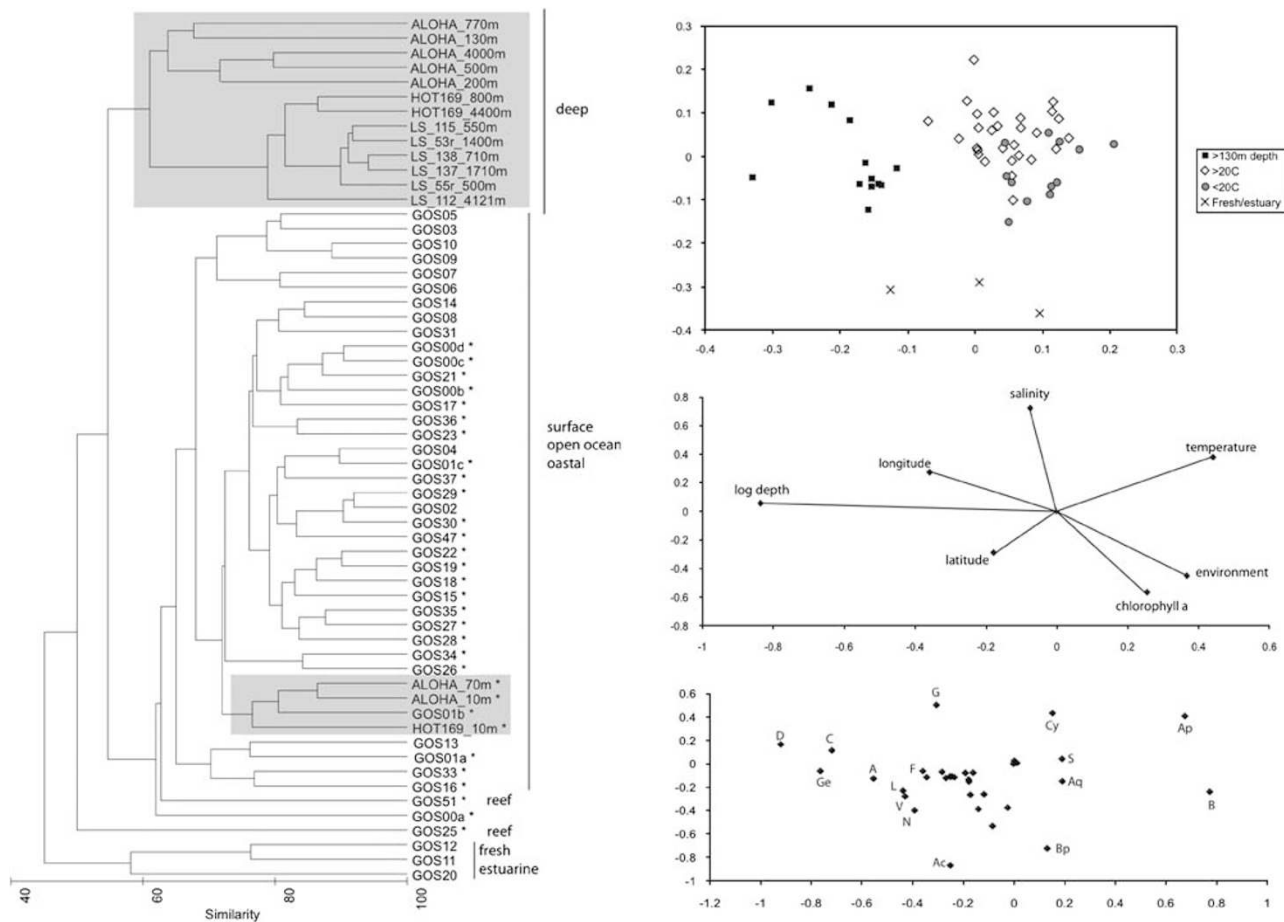 ALOHA_770m
ALOHA_130m
ALOHA_4000m
ALOHA_500m
ALOHA_200m
HOT169_800m
HOT169_4400m
LS_115_550m
LS_53r_1400m
LS_138_710m
LS_137_1710m
LS_55r_500m
LS_112_4121m
deep
GOS05
GOS03
GOS10
GOS09
GOS07
GOS06
GOS14
GOS08
GOS31
GOS00d *
GOS00c *
GOS21 *
GOS00b *
GOS17 *
GOS36 *
GOS23 *
GOS04
GOS01c *
GOS37 *
GOS29 *
GOS02
GOS30 *
GOS47 *
GOS22 *
GOS19 *
GOS18 *
GOS15 *
GOS35 *
GOS27 *
GOS28 *
GOS34 *
GOS26 *
ALOHA_70m *
ALOHA_10m *
GOS01b *
HOT169_10m *
GOS13
GOS01a *
GOS33 *
GOS16 *
surface
open ocean
oastal
GOS51 * reef
GOS00a *
GOS25 * reef
GOS12
GOS11
GOS20
fresh
estuarine
40 60 80 100
Similarity
0.3
0.2
0.1
0
-0.1
-0.2
-0.3
-0.4
-0.4 -0.3 -0.2 -0.1 0 0.1 0.2 0.3
>130m depth
>20C
<20C
Fresh/estuary
0.8
0.6
0.4
0.2
0
-0.2
-0.4
-0.6
-0.8
salinity
temperature
longitude
log depth
latitude
environment
chlorophyll a
-1 -0.8 -0.6 -0.4 -0.2 0 0.2 0.4 0.6
0.6
0.4
0.2
0
-0.2
-0.4
-0.6
-0.8
-1
G
Cy
Ap
D
C
S
Ge
A
F
Aq
L
B
V
N
Bp
Ac
-1.2 -1 -0.8 -0.6 -0.4 -0.2 0 0.2 0.4 0.6 0.8 1